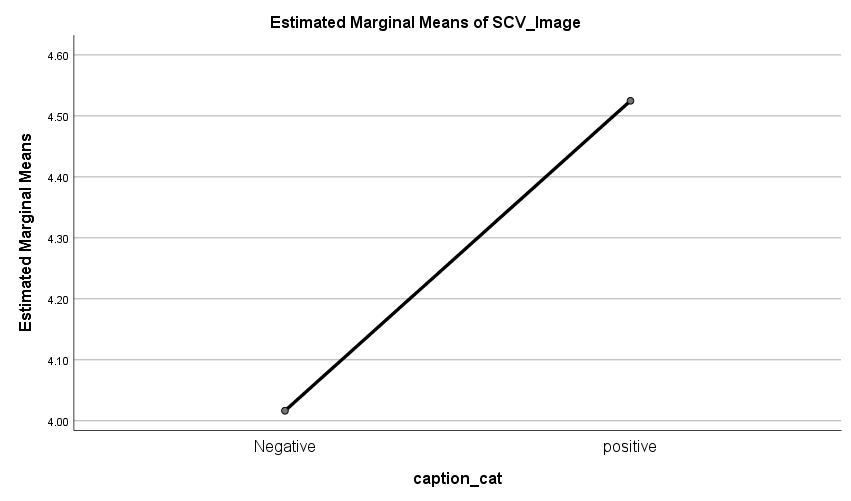 Estimated Marginal Means of SCV_Image
Estimated Marginal Means
4.60
4.50
4.40
4.30
4.20
4.10
4.00
Negative positive
caption_cat